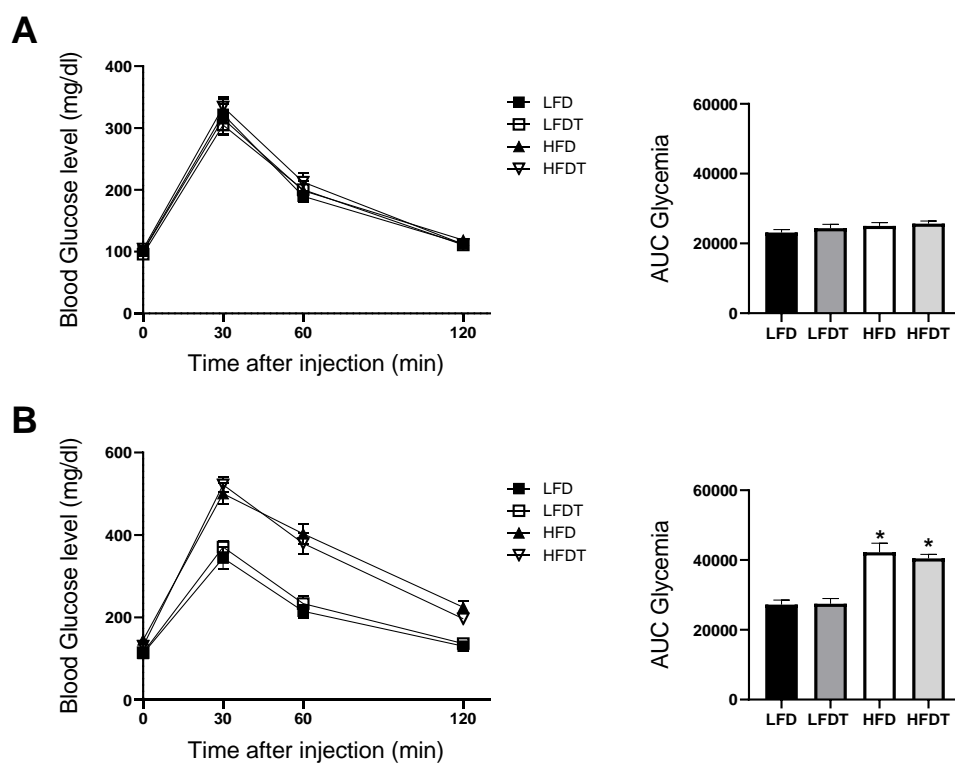 A
Blood Glucose level (mg/dl)
400
300
200
100
0
0 30 60 120
Time after injection (min)
LFD
LFDT
HFD
HFDT
AUC Glycemia
60000
40000
20000
0
LFD LFDT HFD HFDT
B
Blood Glucose level (mg/dl)
600
400
200
0
0 30 60 120
Time after injection (min)
LFD
LFDT
HFD
HFDT
AUC Glycemia
60000
40000
20000
0
* *
LFD LFDT HFD HFDT